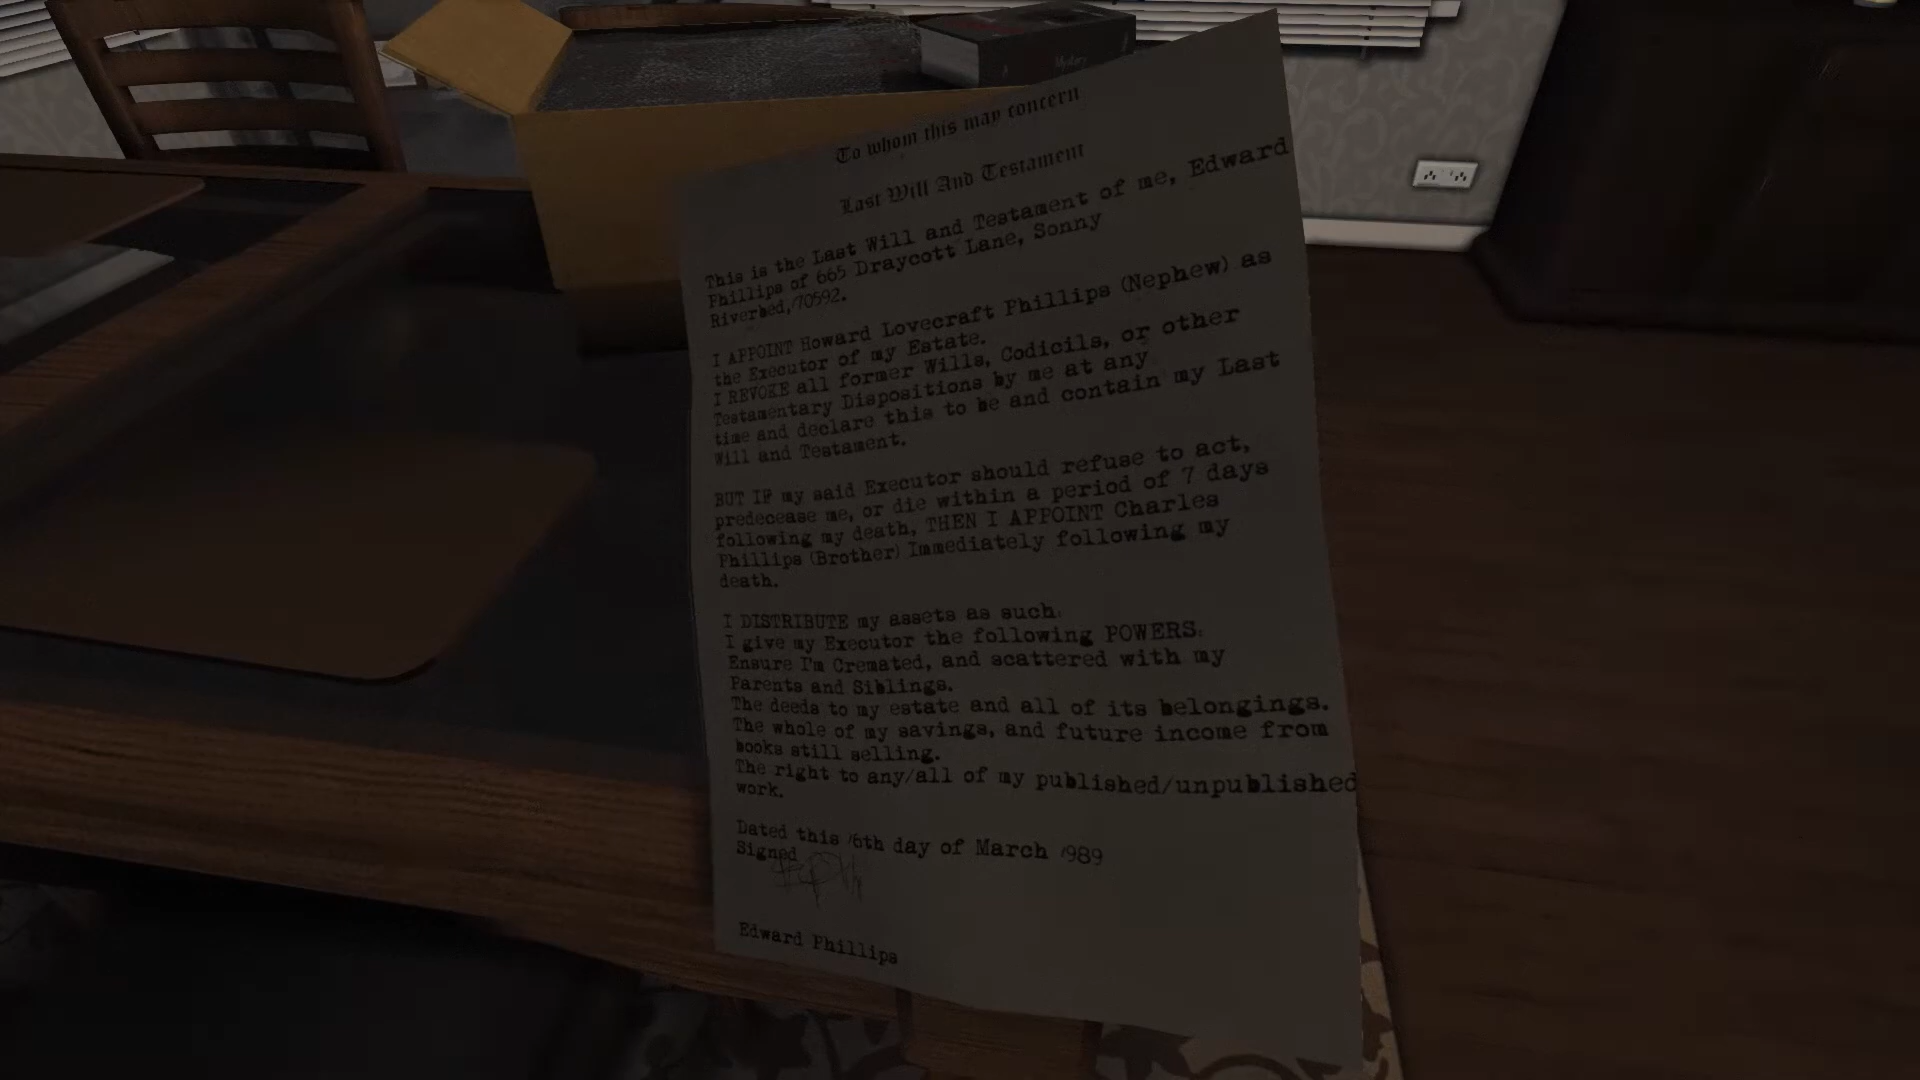 Mystery
To whom this may concern
Last Will And Testament
This is the Last Will and Testament of me, Edward
Phillips of 665 Draycott Lane, Sonny
Riverbed, 70592.
I APPOINT Howard Lovecraft Phillips (Nephew) as
the Executor of my Estate.
I REVOKE all former Wills, Codicils, or other
Testamentary Dispositions by me at any
time and declare this to be and contain my Last
Will and Testament.
BUT IF my said Executor should refuse to act,
predecease me, or die within a period of 7 days
following my death, THEN I APPOINT Charles
Phillips (Brother) Immediately following my
death.
I DISTRIBUTE my assets as such:
I give my Executor the following POWERS:
Ensure I'm Cremated, and scattered with my
Parents and Siblings.
The deeds to my estate and all of its belongings.
The whole of my savings, and future income from
books still selling.
The right to any/all of my published/unpublished
work.
Dated this 16th day of March 1989
Signed
Edward Phillips